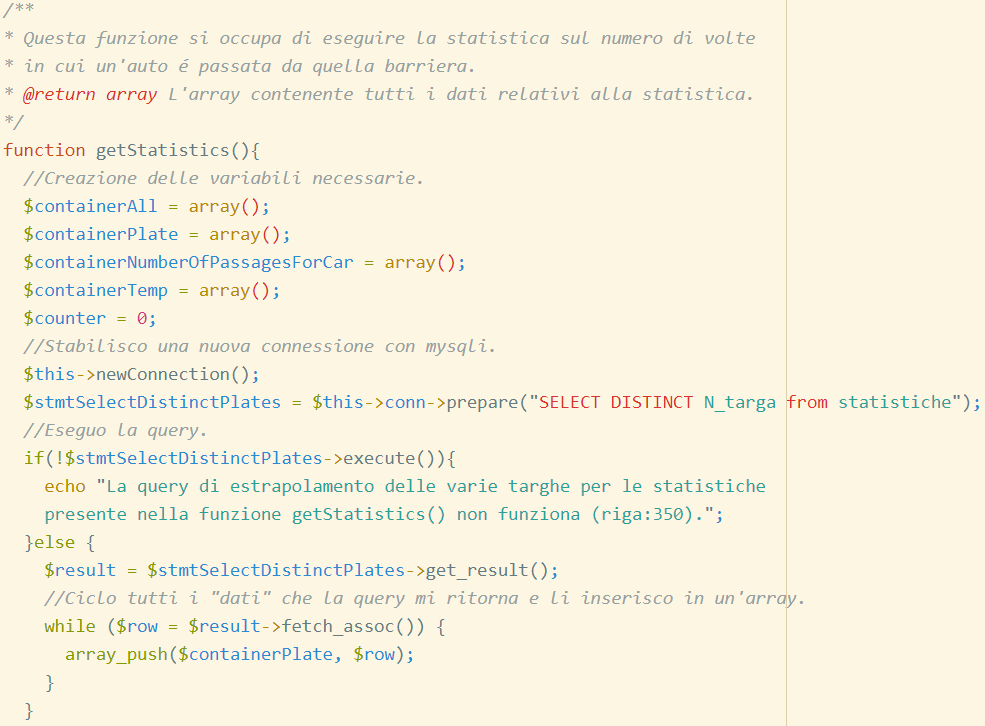 /**
* Questa funzione si occupa di eseguire la statistica sul numero di volte
* in cui un'auto é passata da quella barriera.
* @return array L'array contenente tutti i dati relativi alla statistica.
*/
function getStatistics(){
  //Creazione delle variabili necessarie.
  $containerAll = array();
  $containerPlate = array();
  $containerNumberOfPassagesForCar = array();
  $containerTemp = array();
  $counter = 0;
  //Stabilisco una nuova connessione con mysqli.
  $this->newConnection();
  $stmtSelectDistinctPlates = $this->conn->prepare("SELECT DISTINCT N_targa from statistiche");
  //Eseguo la query.
  if(!$stmtSelectDistinctPlates->execute()){
    echo "La query di estrapolamento delle varie targhe per le statistiche
    presente nella funzione getStatistics() non funziona (riga:350).";
  }else {
    $result = $stmtSelectDistinctPlates->get_result();
    //Ciclo tutti i "dati" che la query mi ritorna e li inserisco in un'array.
    while ($row = $result->fetch_assoc()) {
      array_push($containerPlate, $row);
    }
  }